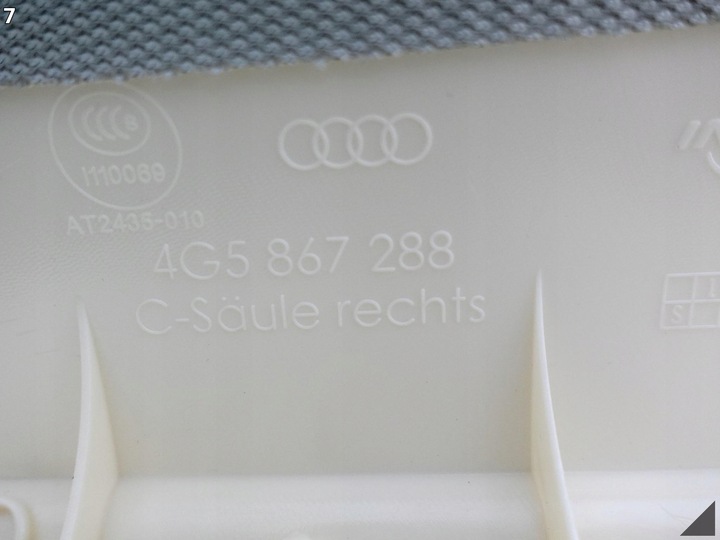 7
I110069
AT2435-010
4G5 867 288
C-Säule rechts
S